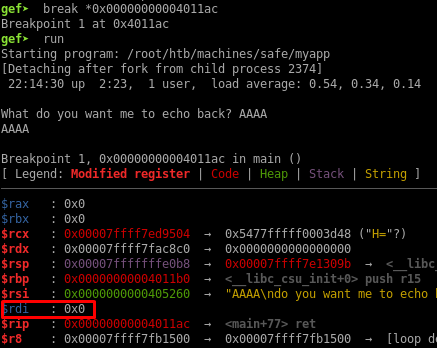 gef➤  break *0x00000000004011ac
Breakpoint 1 at 0x4011ac
gef➤  run
Starting program: /root/htb/machines/safe/myapp
[Detaching after fork from child process 2374]
 22:14:30 up  2:23,  1 user,  load average: 0.54, 0.34, 0.14

What do you want me to echo back? AAAA
AAAA

Breakpoint 1, 0x00000000004011ac in main ()
[ Legend: Modified register | Code | Heap | Stack | String ]
$rax   : 0x0
$rbx   : 0x0
$rcx   : 0x00007ffff7ed9504  →  0x5477fffff0003d48 ("H="?)
$rdx   : 0x00007ffff7fac8c0  →  0x0000000000000000
$rsp   : 0x00007fffffffe0b8  →  0x00007ffff7e1309b  →  <__libc_
$rbp   : 0x00000000004011b0  →  <__libc_csu_init+0> push r15
$rsi   : 0x0000000000405260  →  "AAAA\ndo you want me to echo b
$rdi   : 0x0
$rip   : 0x00000000004011ac  →  <main+77> ret
$r8    : 0x00007ffff7fb1500  →  0x00007ffff7fb1500  →  [loop de